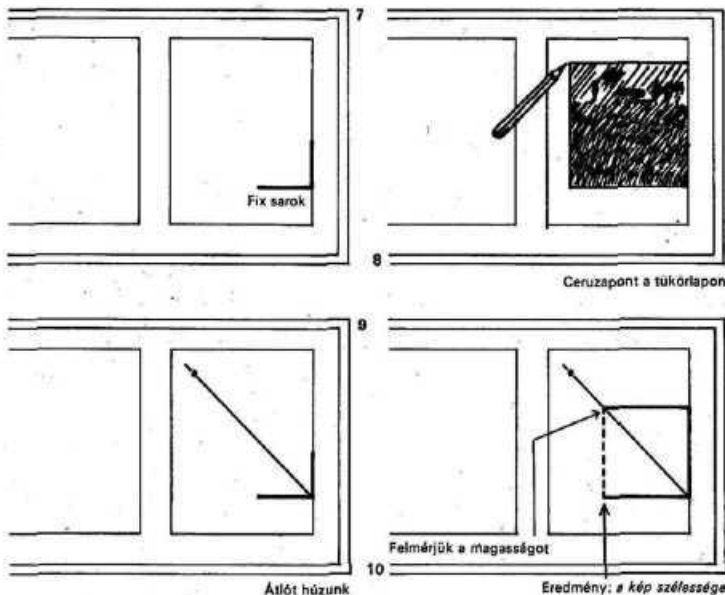 7
Fix sarok
8
Ceruzapont a tükörlapon
9
Felmérjük a magasságot
10
Átlót húzunk
Eredmény: a kép szélessége